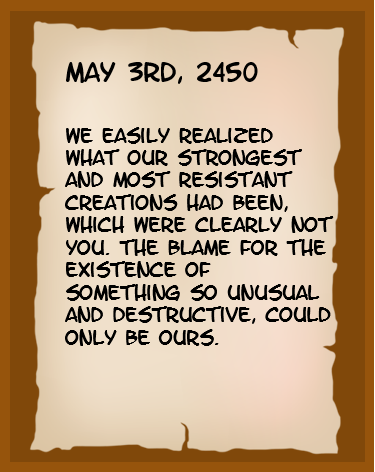 MAY 3RD, 2450
WE EASILY REALIZED
WHAT OUR STRONGEST
AND MOST RESISTANT
CREATIONS HAD BEEN,
WHICH WERE CLEARLY NOT
YOU. THE BLAME FOR THE
EXISTENCE OF
SOMETHING SO UNUSUAL
AND DESTRUCTIVE, COULD
ONLY BE OURS.